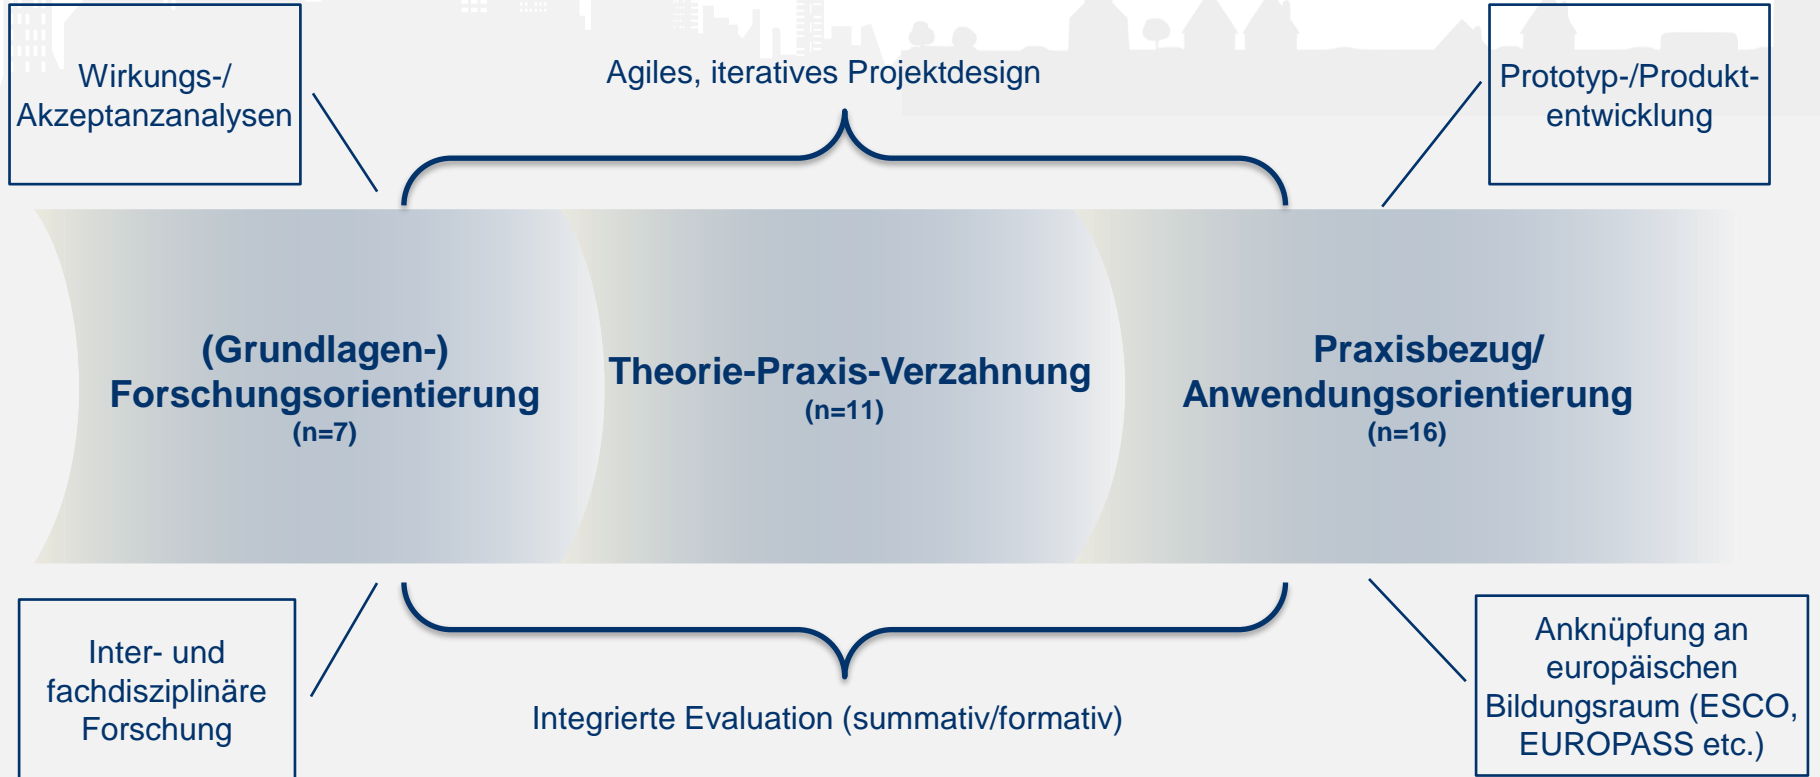 Wirkungs-/
Akzeptanzanalysen
Agiles, iteratives Projektdesign
Prototyp-/Produkt-
entwicklung
(Grundlagen-)
Forschungsorientierung
(n=7)
Theorie-Praxis-Verzahnung
(n=11)
Praxisbezug/
Anwendungsorientierung
(n=16)
Inter- und
fachdisziplinäre
Forschung
Integrierte Evaluation (summativ/formativ)
Anknüpfung an
europäischen
Bildungsraum (ESCO,
EUROPASS etc.)